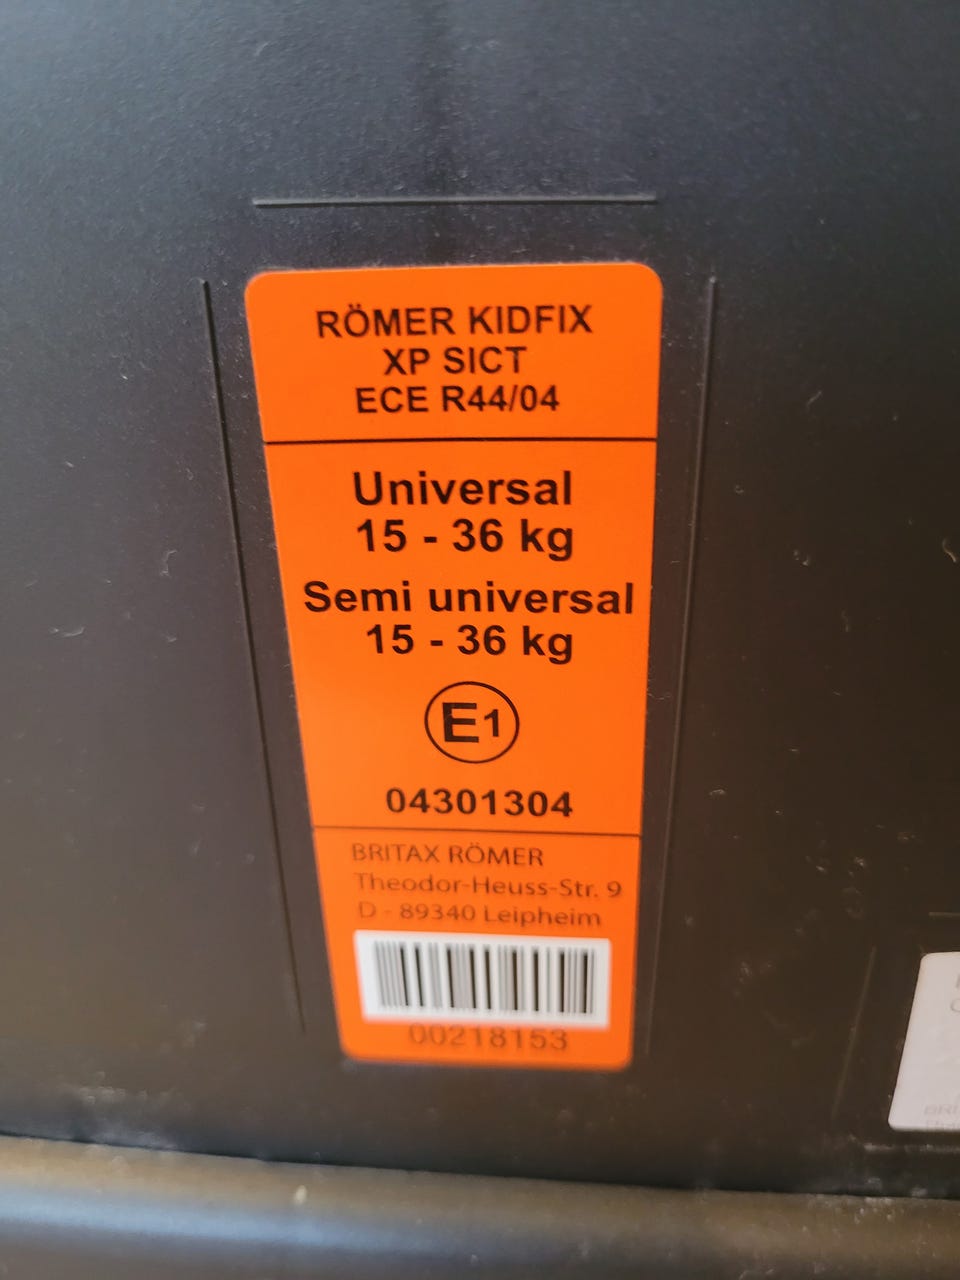 RÖMER KIDFIX
XP SICT
ECE R44/04
Universal
15 - 36 kg
Semi universal
15 - 36 kg
E1
04301304
BRITAX RÖMER
Theodor-Heuss-Str. 9
D - 89340 Leipheim
00218153